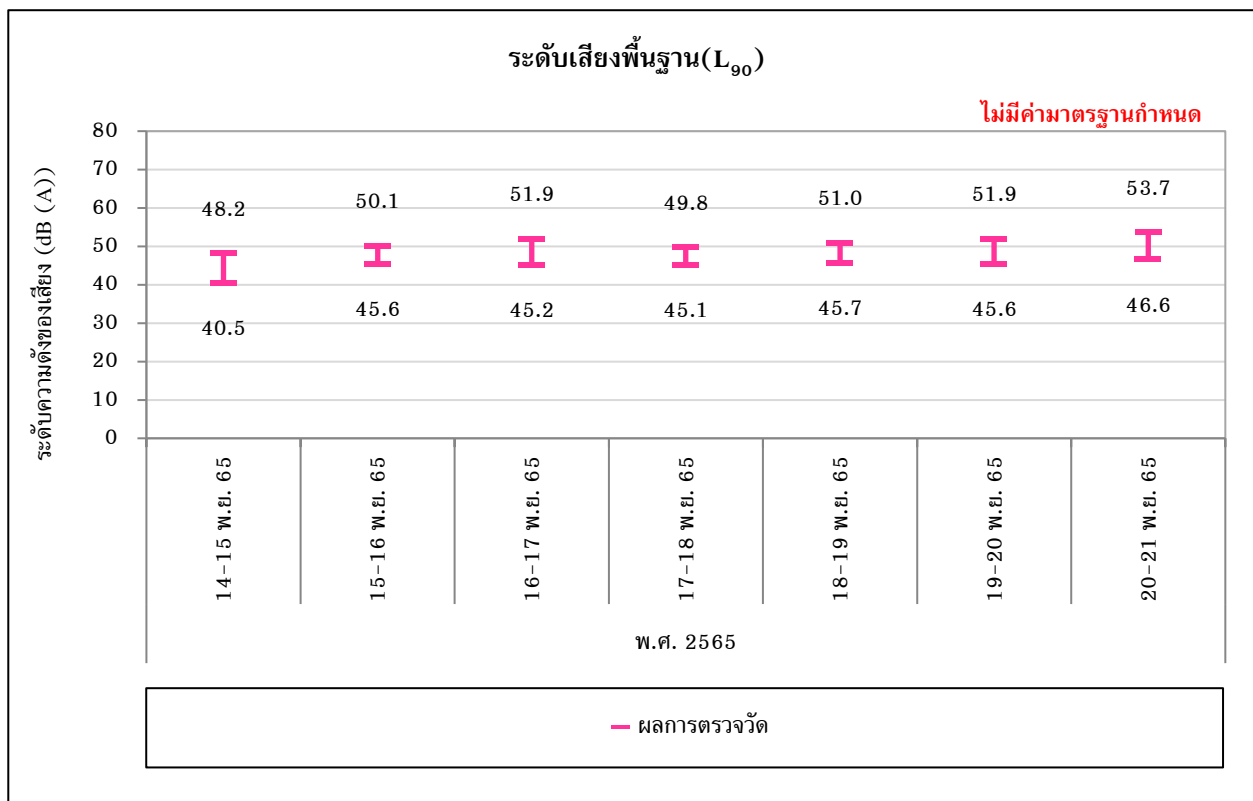 ระดับเสียงพื้นฐาน(L90)
ไม่มีค่ามาตรฐานกำหนด
ระดับความดังของเสียง (dB (A))
80
70
60
50
40
30
20
10
0
48.2 50.1 51.9 49.8 51.0 51.9 53.7
40.5 45.6 45.2 45.1 45.7 45.6 46.6
14-15 พ.ย. 65
15-16 พ.ย. 65
16-17 พ.ย. 65
17-18 พ.ย. 65
18-19 พ.ย. 65
19-20 พ.ย. 65
20-21 พ.ย. 65
พ.ศ. 2565
ผลการตรวจวัด